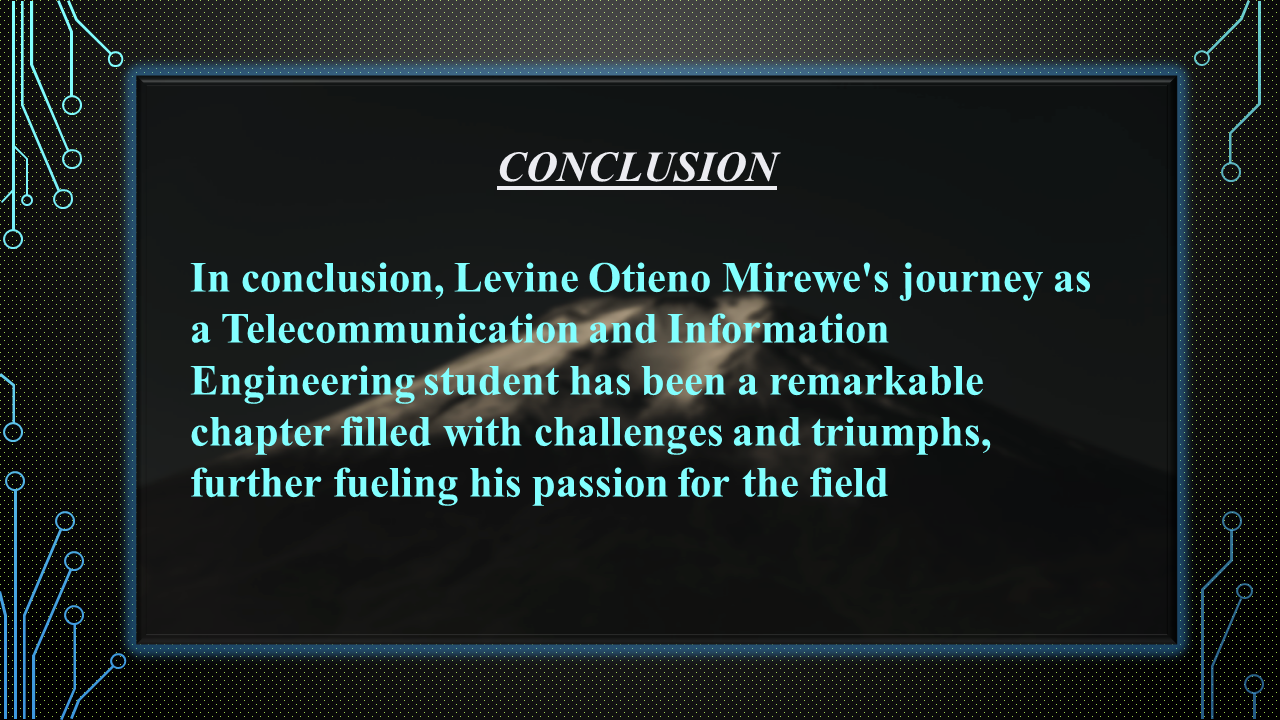 CONCLUSION
In conclusion, Levine Otieno Mirewe's journey as
a Telecommunication and Information
Engineering student has been a remarkable
chapter filled with challenges and triumphs,
further fueling his passion for the field